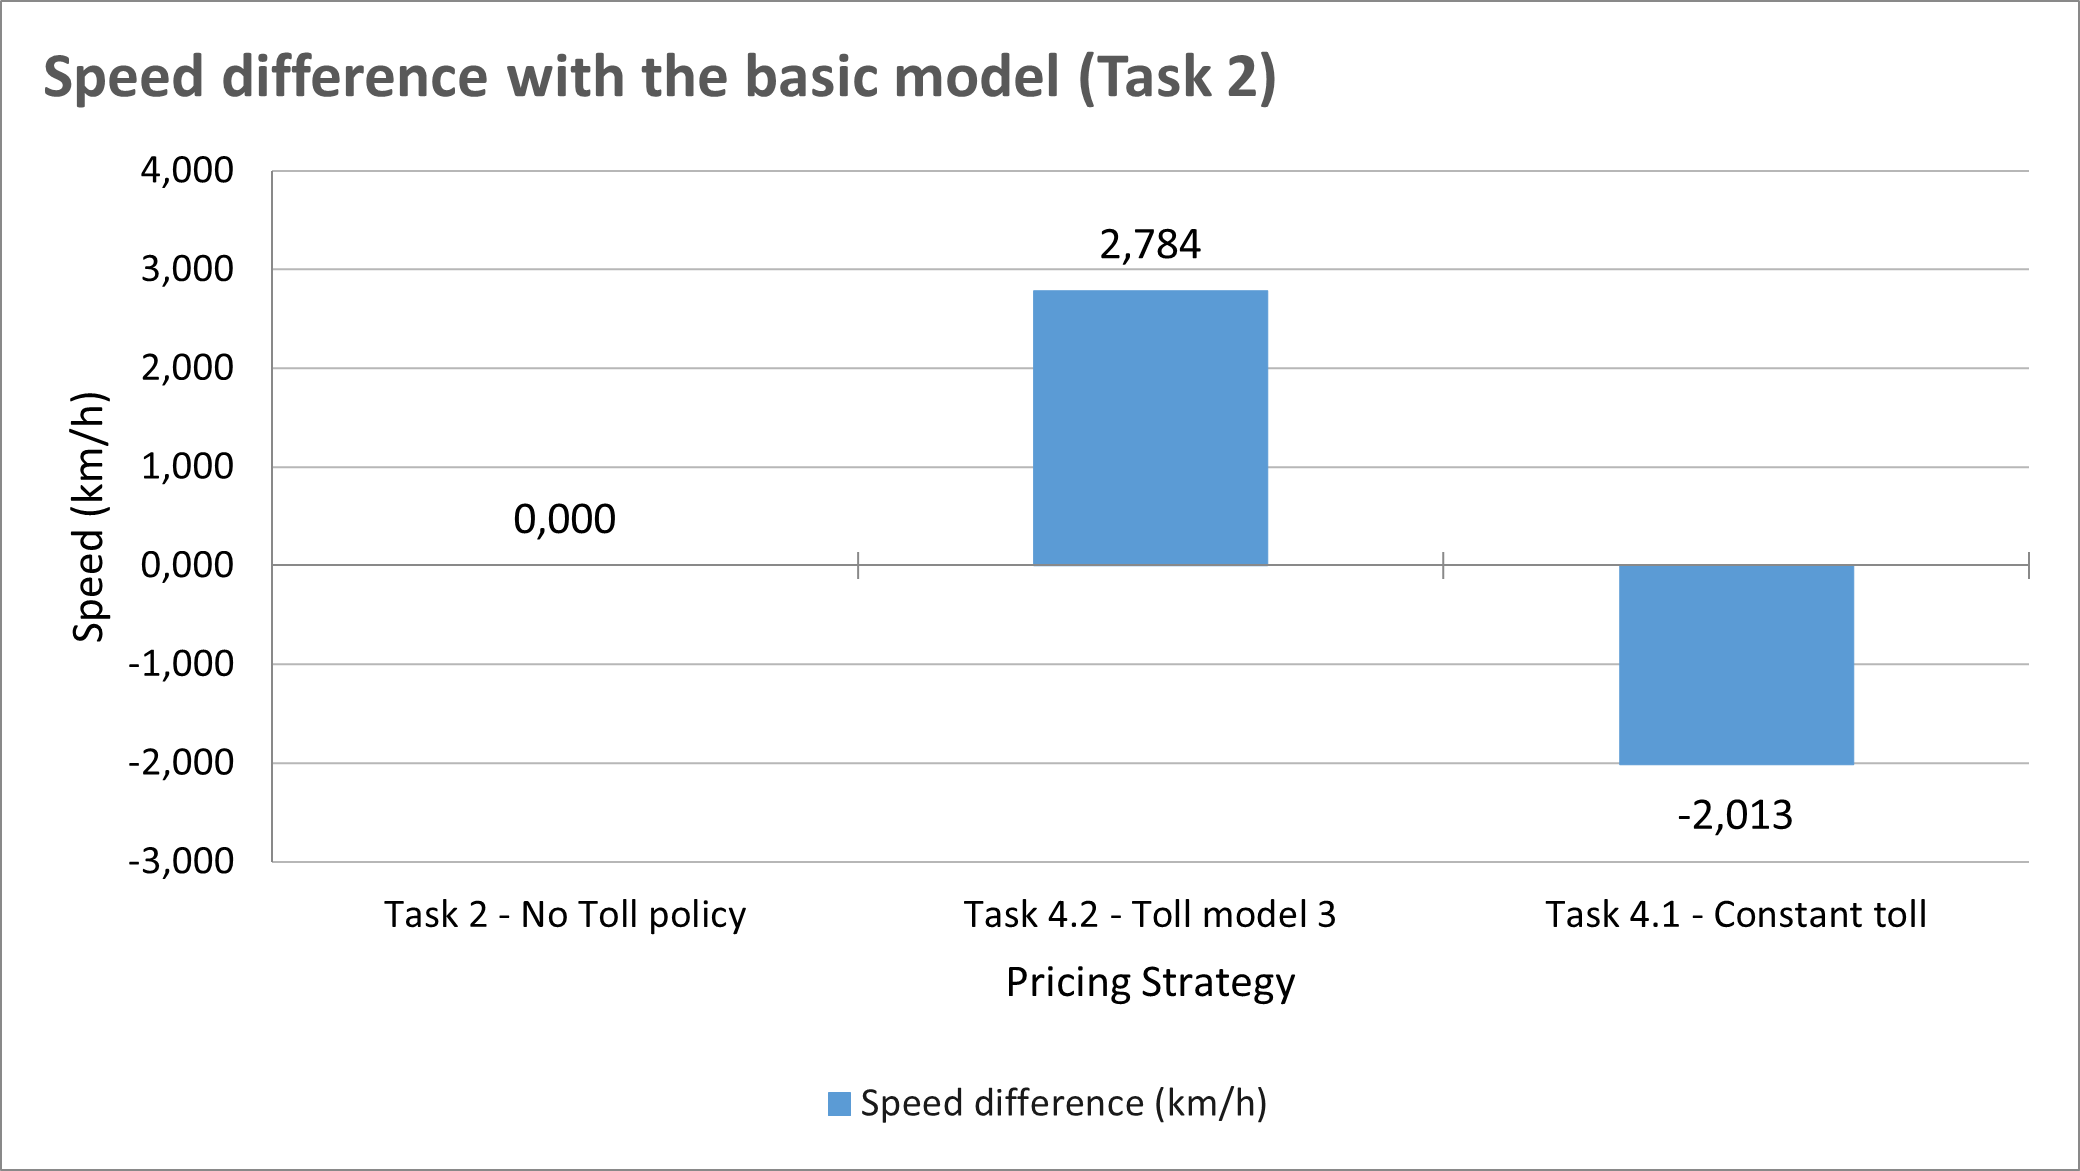 Speed difference with the basic model (Task 2)
4,000
3,000
2,000
1,000
0,000
-1,000
-2,000
-3,000
Speed (km/h)
0,000
2,784
-2,013
Task 2 - No Toll policy
Task 4.2 - Toll model 3
Task 4.1 - Constant toll
Pricing Strategy
Speed difference (km/h)